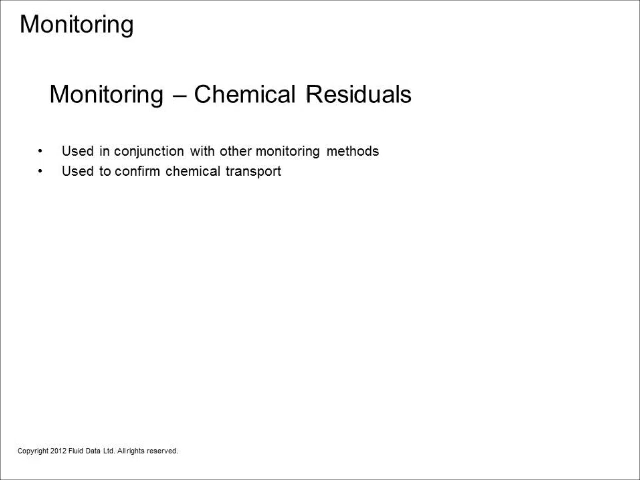 Monitoring
Monitoring – Chemical Residuals
• Used in conjunction with other monitoring methods
• Used to confirm chemical transport
Copyright 2012 Fluid Data Ltd. All rights reserved.